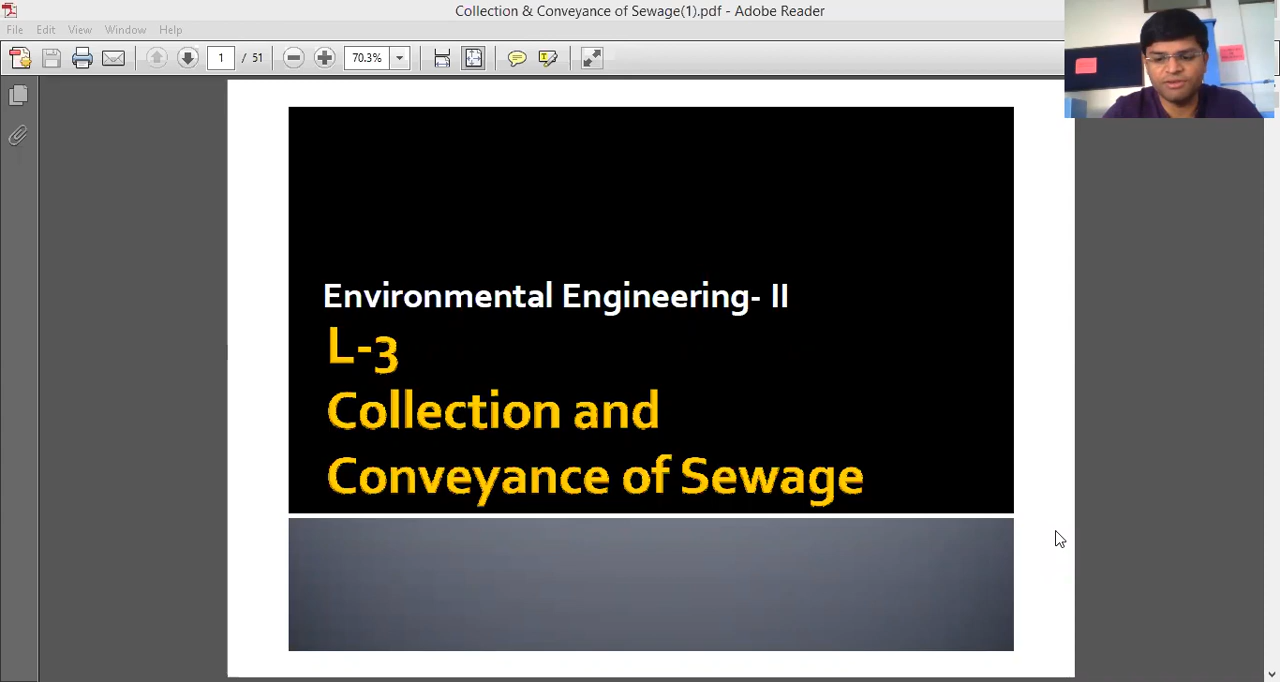 Collection & Conveyance of Sewage(1).pdf - Adobe Reader
File Edit View Window Help
1 / 51 70.3%
Environmental Engineering- II
L-3
Collection and
Conveyance of Sewage